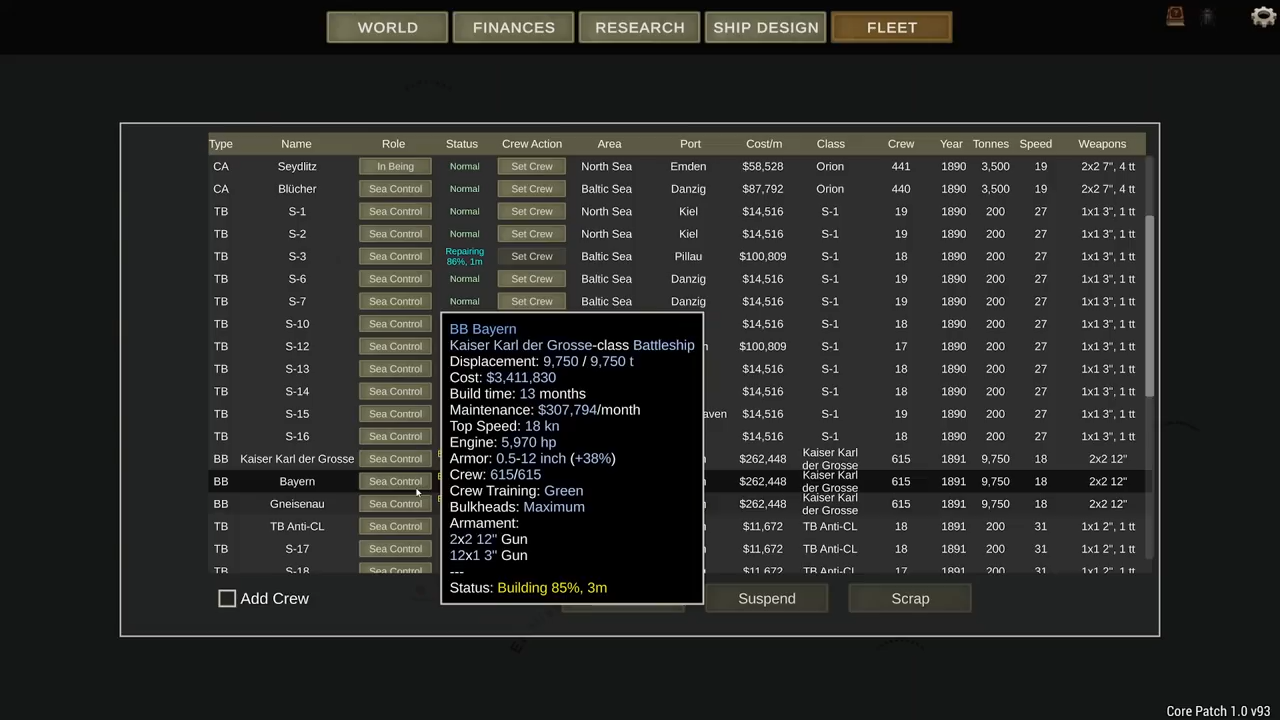 WORLD FINANCES RESEARCH SHIP DESIGN FLEET
Type Name Role Status Crew Action Area Port Cost/m Class Crew Year Tonnes Speed Weapons
CA Seydlitz In Being Normal Set Crew North Sea Emden $58,528 Orion 441 1890 3,500 19 2x2 7", 4 tt
CA Blücher Sea Control Normal Set Crew Baltic Sea Danzig $87,792 Orion 440 1890 3,500 19 2x2 7", 4 tt
TB S-1 Sea Control Normal Set Crew North Sea Kiel $14,516 S-1 19 1890 200 27 1x1 3", 1 tt
TB S-2 Sea Control Normal Set Crew North Sea Kiel $14,516 S-1 19 1890 200 27 1x1 3", 1 tt
TB S-3 Sea Control Repairing 86%, 1m Set Crew Baltic Sea Pillau $100,809 S-1 18 1890 200 27 1x1 3", 1 tt
TB S-6 Sea Control Normal Set Crew Baltic Sea Danzig $14,516 S-1 19 1890 200 27 1x1 3", 1 tt
TB S-7 Sea Control Normal Set Crew Baltic Sea Danzig $14,516 S-1 19 1890 200 27 1x1 3", 1 tt
TB S-10 Sea Control $14,516 S-1 18 1890 200 27 1x1 3", 1 tt
TB S-12 Sea Control $100,809 S-1 17 1890 200 27 1x1 3", 1 tt
TB S-13 Sea Control $14,516 S-1 18 1890 200 27 1x1 3", 1 tt
TB S-14 Sea Control $14,516 S-1 18 1890 200 27 1x1 3", 1 tt
TB S-15 Sea Control $14,516 S-1 19 1890 200 27 1x1 3", 1 tt
TB S-16 Sea Control $14,516 S-1 18 1890 200 27 1x1 3", 1 tt
BB Kaiser Karl der Grosse Sea Control $262,448 Kaiser Karl der Grosse 615 1891 9,750 18 2x2 12"
BB Bayern Sea Control $262,448 Kaiser Karl der Grosse 615 1891 9,750 18 2x2 12"
BB Gneisenau Sea Control $262,448 Kaiser Karl der Grosse 615 1891 9,750 18 2x2 12"
TB TB Anti-CL Sea Control $11,672 TB Anti-CL 18 1891 200 31 1x1 2", 1 tt
TB S-17 Sea Control $11,672 TB Anti-CL 18 1891 200 31 1x1 2", 1 tt
TB S-18 Sea Control $11,672 TB Anti-CL 17 1891 200 31 1x1 2", 1 tt
BB Bayern
Kaiser Karl der Grosse-class Battleship
Displacement: 9,750 / 9,750 t
Cost: $3,411,830
Build time: 13 months
Maintenance: $307,794/month
Top Speed: 18 kn
Engine: 5,970 hp
Armor: 0.5-12 inch (+38%)
Crew: 615/615
Crew Training: Green
Bulkheads: Maximum
Armament:
2x2 12" Gun
12x1 3" Gun
---
Status: Building 85%, 3m
Add Crew Suspend Scrap
Core Patch 1.0 v93